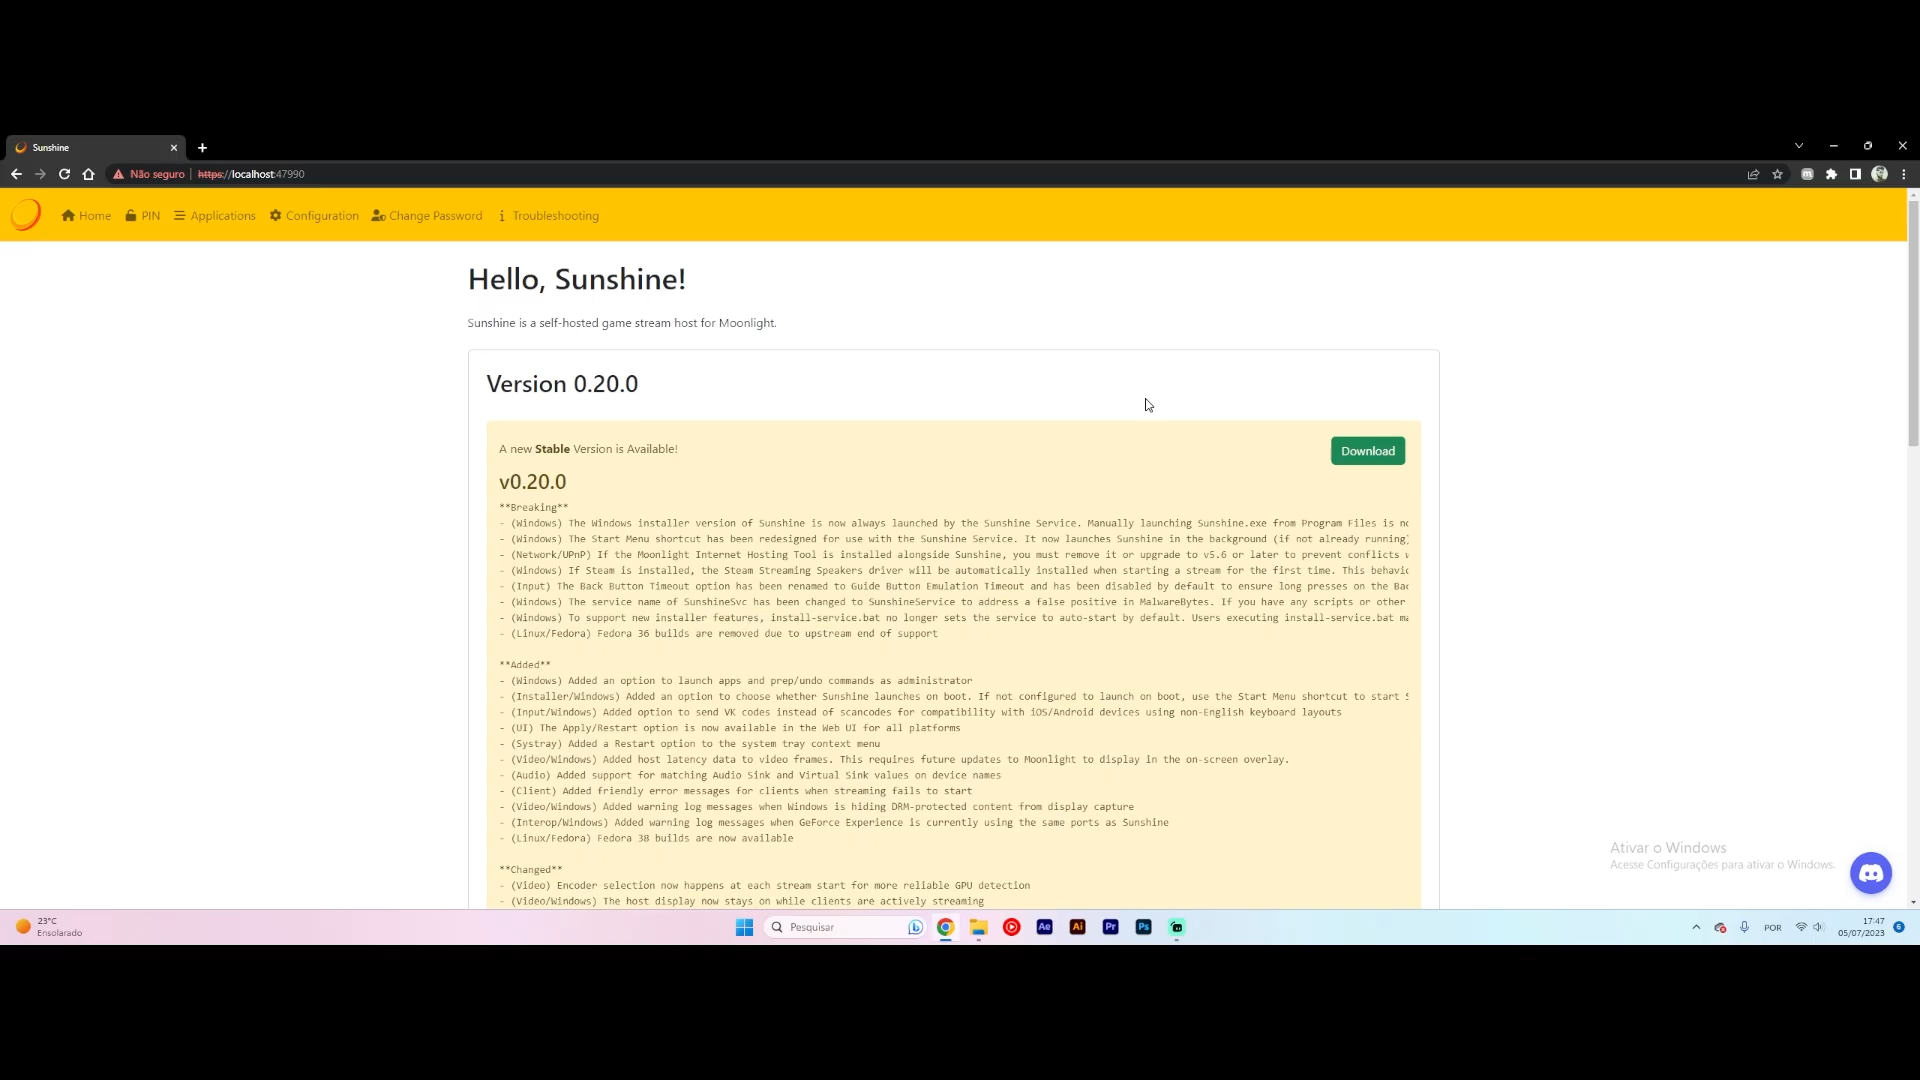 Sunshine
Não seguro https://localhost:47990
Home PIN Applications Configuration Change Password Troubleshooting
Hello, Sunshine!
Sunshine is a self-hosted game stream host for Moonlight.
Version 0.20.0
A new Stable Version is Available!
Download
v0.20.0
**Breaking**
- (Windows) The Windows installer version of Sunshine is now always launched by the Sunshine Service. Manually launching Sunshine.exe from Program Files is no
- (Windows) The Start Menu shortcut has been redesigned for use with the Sunshine Service. It now launches Sunshine in the background (if not already running)
- (Network/UPnP) If the Moonlight Internet Hosting Tool is installed alongside Sunshine, you must remove it or upgrade to v5.6 or later to prevent conflicts
- (Windows) If Steam is installed, the Steam Streaming Speakers driver will be automatically installed when starting a stream for the first time. This behavio
- (Input) The Back Button Timeout option has been renamed to Guide Button Emulation Timeout and has been disabled by default to ensure long presses on the Bac
- (Windows) The service name of SunshineSvc has been changed to SunshineService to address a false positive in MalwareBytes. If you have any scripts or other
- (Windows) To support new installer features, install-service.bat no longer sets the service to auto-start by default. Users executing install-service.bat ma
- (Linux/Fedora) Fedora 36 builds are removed due to upstream end of support
**Added**
- (Windows) Added an option to launch apps and prep/undo commands as administrator
- (Installer/Windows) Added an option to choose whether Sunshine launches on boot. If not configured to launch on boot, use the Start Menu shortcut to start S
- (Input/Windows) Added option to send VK codes instead of scancodes for compatibility with iOS/Android devices using non-English keyboard layouts
- (UI) The Apply/Restart option is now available in the Web UI for all platforms
- (Systray) Added a Restart option to the system tray context menu
- (Video/Windows) Added host latency data to video frames. This requires future updates to Moonlight to display in the on-screen overlay.
- (Audio) Added support for matching Audio Sink and Virtual Sink values on device names
- (Client) Added friendly error messages for clients when streaming fails to start
- (Video/Windows) Added warning log messages when Windows is hiding DRM-protected content from display capture
- (Interop/Windows) Added warning log messages when GeForce Experience is currently using the same ports as Sunshine
- (Linux/Fedora) Fedora 38 builds are now available
**Changed**
- (Video) Encoder selection now happens at each stream start for more reliable GPU detection
- (Video/Windows) The host display now stays on while clients are actively streaming
Ativar o Windows
Acesse Configurações para ativar o Windows.
23°C
Ensolarado
Pesquisar
Ae Ai Pr Ps
POR
17:47
05/07/2023
6